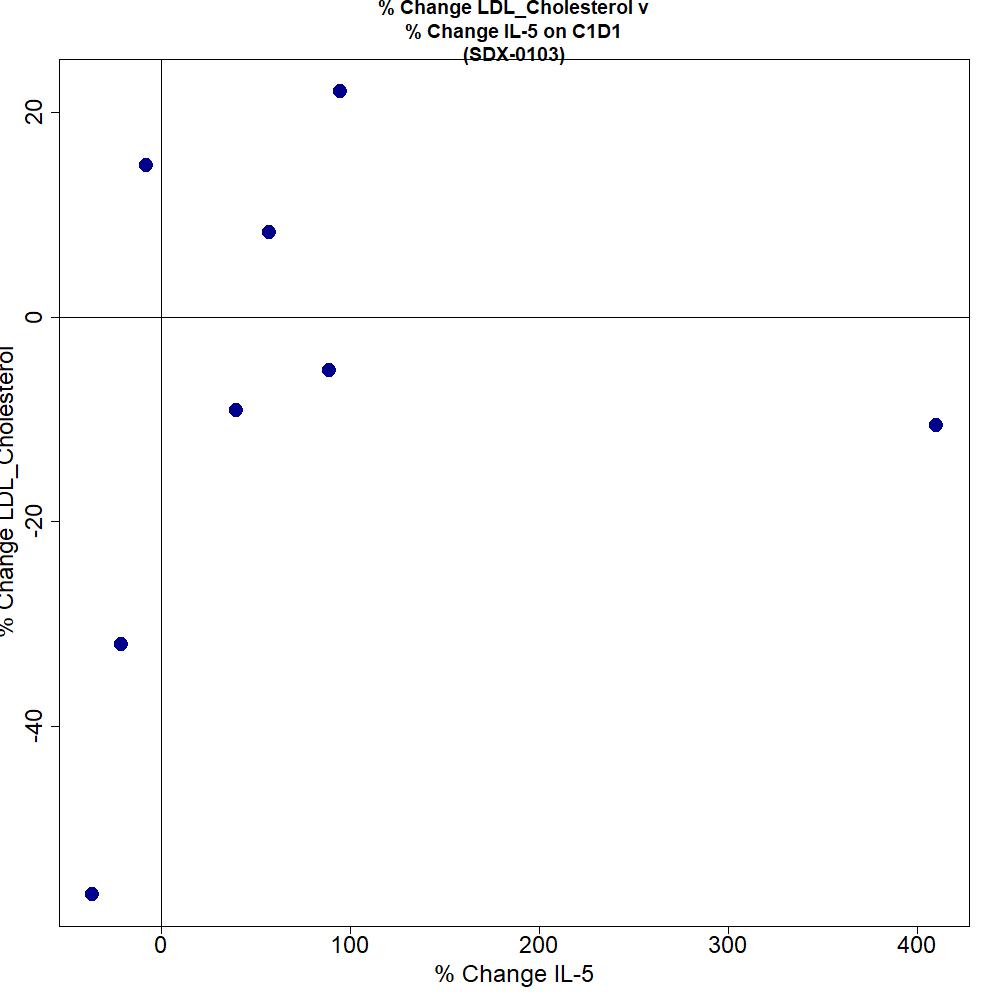 % Change LDL_Cholesterol v
% Change IL-5 on C1D1
(SDX-0103)
20
0
-20
-40
% Change LDL_Cholesterol
0
100
200
300
400
% Change IL-5